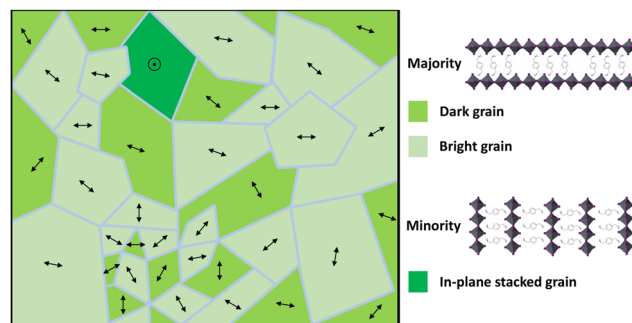 Majority
Dark grain
Bright grain
Minority
In-plane stacked grain